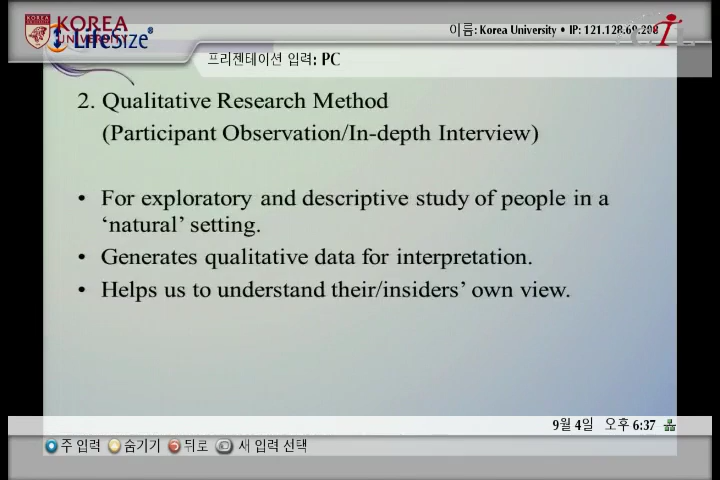 KOREA
UNIVERSITY
LifeSize®
이름: Korea University • IP: 121.128.69.208
프리젠테이션 입력: PC
2. Qualitative Research Method
(Participant Observation/In-depth Interview)
• For exploratory and descriptive study of people in a
‘natural’ setting.
• Generates qualitative data for interpretation.
• Helps us to understand their/insiders’ own view.
9월 4일 오후 6:37
주 입력 숨기기 뒤로 새 입력 선택